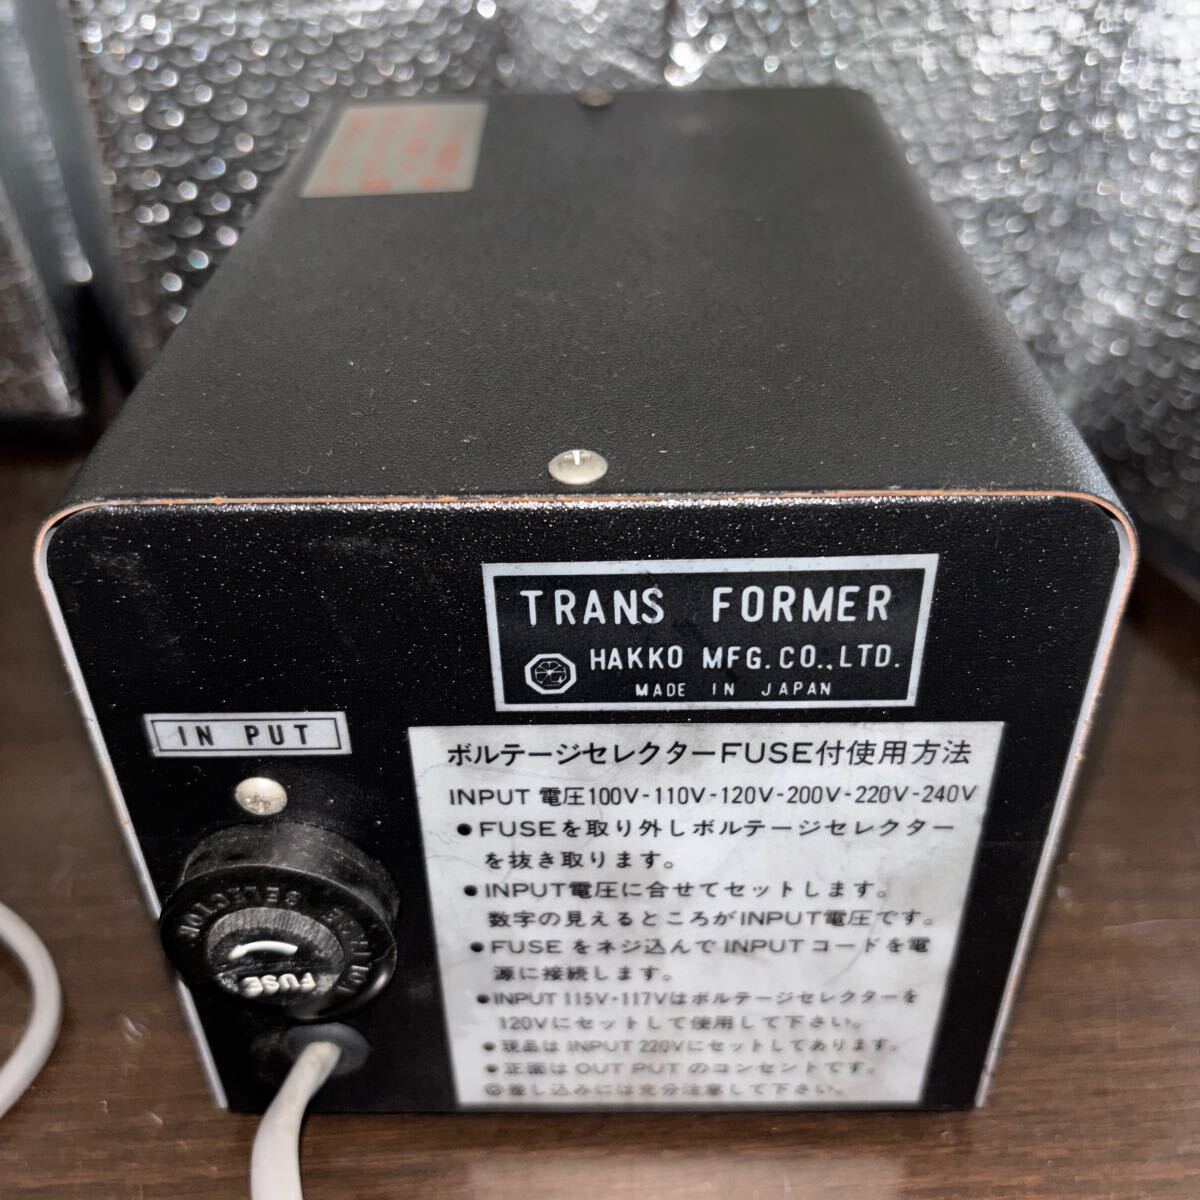 TRANS FORMER
HAKKO MFG. CO., LTD.
MADE IN JAPAN
IN PUT
VOLTAGE SELECTOR
FUSE
ボルテージセレクターFUSE付使用方法
INPUT 電圧100V-110V-120V-200V-220V-240V
●FUSEを取り外しボルテージセレクター
を抜き取ります。
●INPUT電圧に合せてセットします。
数字の見えるところがINPUT電圧です。
●FUSEをネジ込んでINPUTコードを電
源に接続します。
●INPUT 115V・117Vはボルテージセレクターを
120Vにセットして使用して下さい。
●現品は INPUT 220Vにセットしてあります。
●正面は OUT PUT のコンセントです。
◎差し込みには充分注意して下さい。